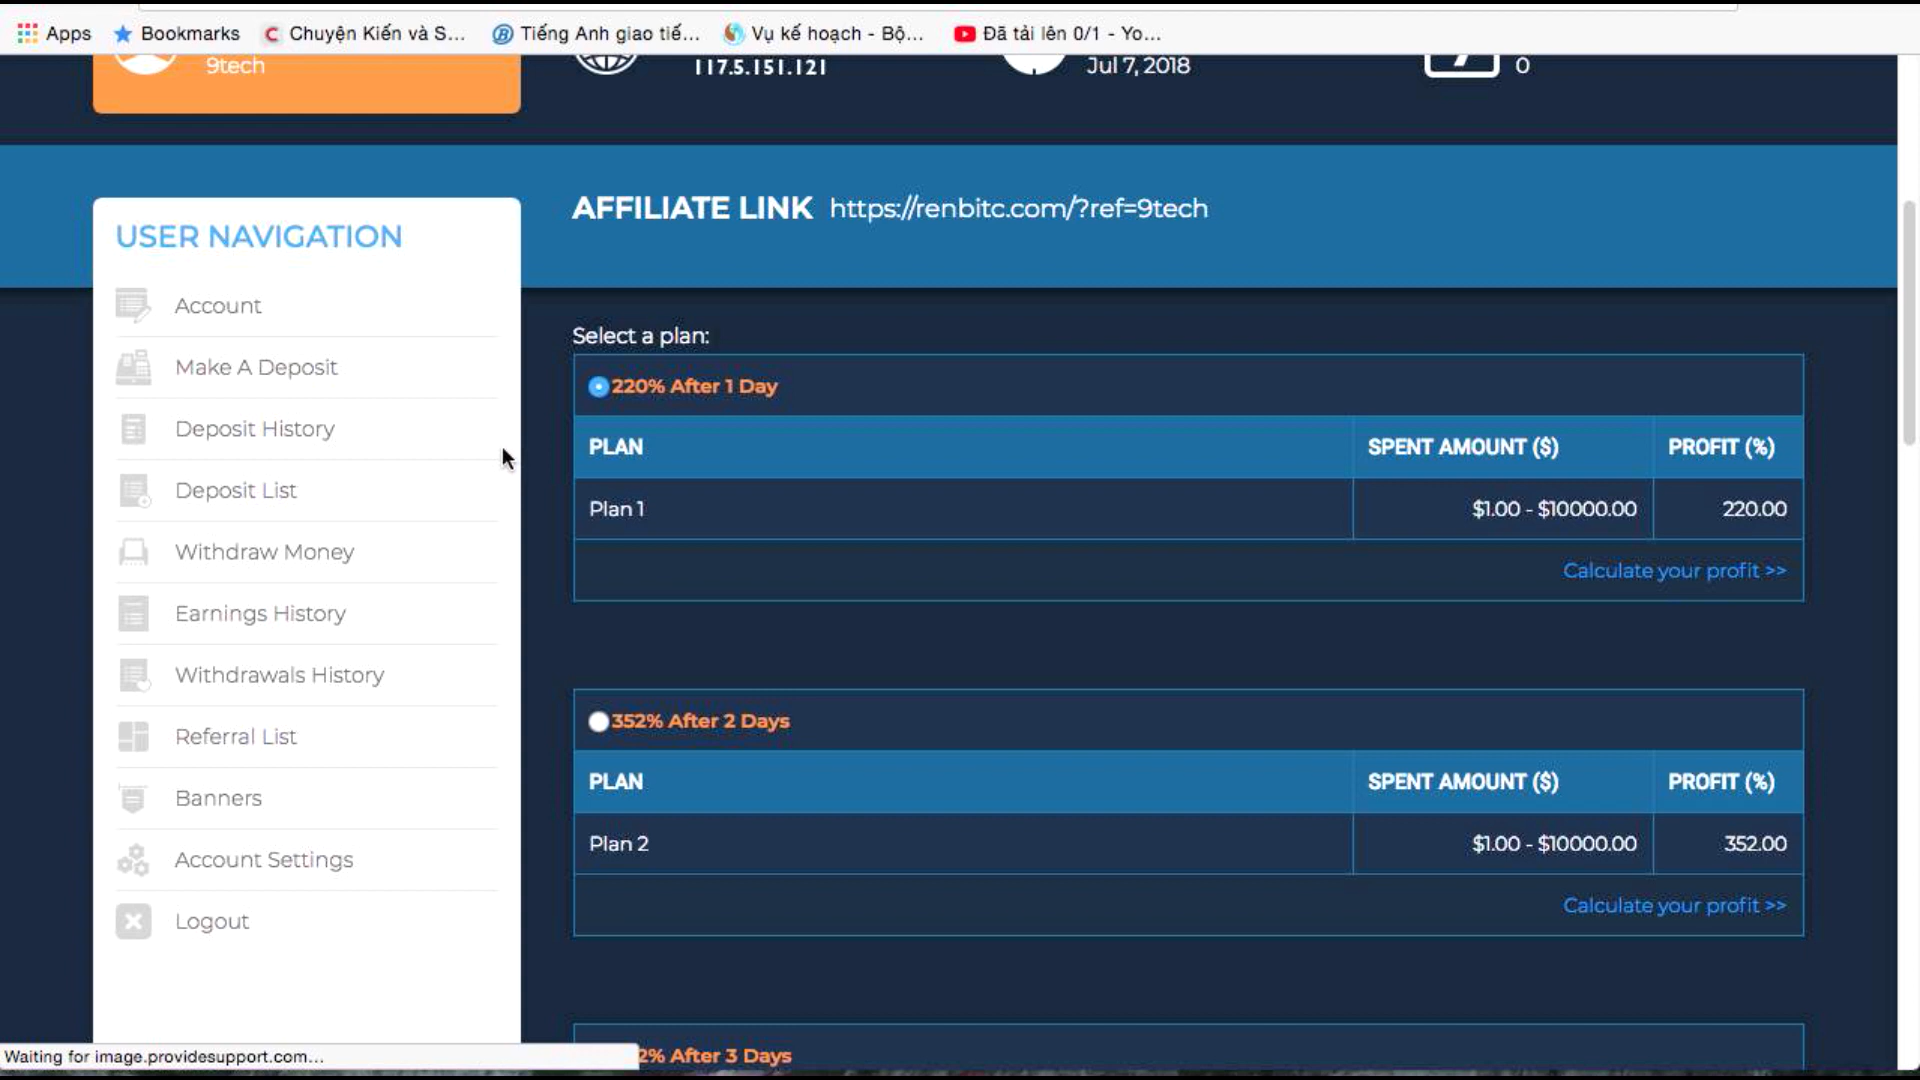 Apps Bookmarks Chuyện Kiến và S... Tiếng Anh giao tiế... Vụ kế hoạch - Bộ... Đã tải lên 0/1 - Yo...
9tech 117.5.151.121 Jul 7, 2018 0
AFFILIATE LINK https://renbitc.com/?ref=9tech
USER NAVIGATION
Account
Make A Deposit
Deposit History
Deposit List
Withdraw Money
Earnings History
Withdrawals History
Referral List
Banners
Account Settings
Logout
Select a plan:
220% After 1 Day
PLAN SPENT AMOUNT ($) PROFIT (%)
Plan 1 $1.00 - $10000.00 220.00
Calculate your profit >>
352% After 2 Days
PLAN SPENT AMOUNT ($) PROFIT (%)
Plan 2 $1.00 - $10000.00 352.00
Calculate your profit >>
2% After 3 Days
Waiting for image.providesupport.com...